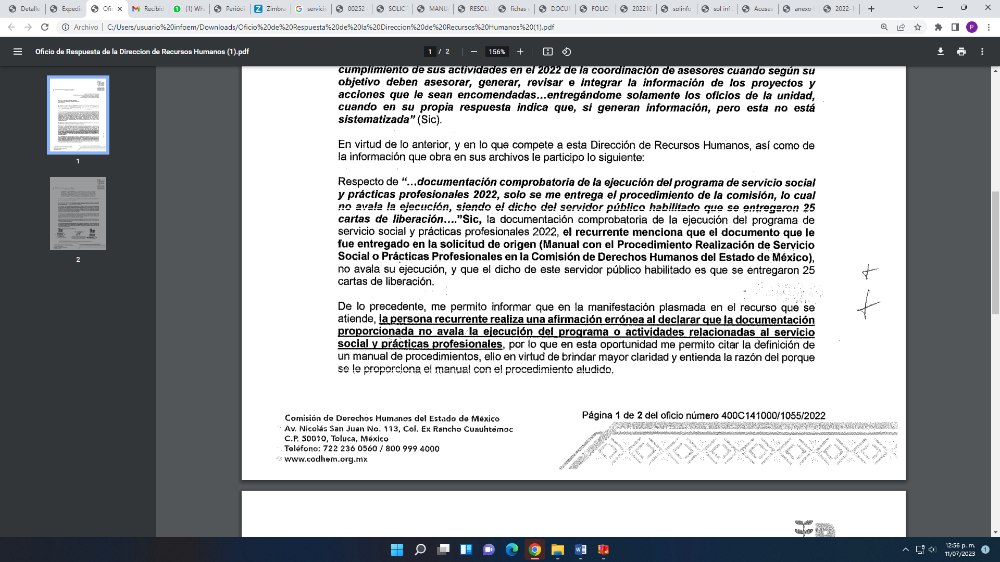 Detalle
Expedie
Ofic
Recibid
(1) Wha
Periódi
Zimbra
servicio
00252
SOLICIT
MANUA
RESOLU
fichas c
DOCUM
FOLIO
202210
solinfo
sol inf
Acuses
anexo
2022-1
Archivo C:/Users/usuario%20infoem/Downloads/Oficio%20de%20Respuesta%20de%20la%20Direccion%20de%20Recursos%20Humanos%20(1).pdf
P
Oficio de Respuesta de la Direccion de Recursos Humanos (1).pdf
1 / 2
156%
1
2
cumplimiento de sus actividades en el 2022 de la coordinación de asesores cuando según su
objetivo deben asesorar, generar, revisar e integrar la información de los proyectos y
acciones que le sean encomendadas...entregándome solamente los oficios de la unidad,
cuando en su propia respuesta indica que, si generan información, pero esta no está
sistematizada” (Sic).
En virtud de lo anterior, y en lo que compete a esta Dirección de Recursos Humanos, así como de
la información que obra en sus archivos le participo lo siguiente:
Respecto de “...documentación comprobatoria de la ejecución del programa de servicio social
y prácticas profesionales 2022, solo se me entrega el procedimiento de la comisión, lo cual
no avala la ejecución, siendo el dicho del servidor público habilitado que se entregaron 25
cartas de liberación....”Sic, la documentación comprobatoria de la ejecución del programa de
servicio social y prácticas profesionales 2022, el recurrente menciona que el documento que le
fue entregado en la solicitud de origen (Manual con el Procedimiento Realización de Servicio
Social o Prácticas Profesionales en la Comisión de Derechos Humanos del Estado de México),
no avala su ejecución, y que el dicho de este servidor público habilitado es que se entregaron 25
cartas de liberación.
De lo precedente, me permito informar que en la manifestación plasmada en el recurso que se
atiende, la persona recurrente realiza una afirmación errónea al declarar que la documentación
proporcionada no avala la ejecución del programa o actividades relacionadas al servicio
social y prácticas profesionales, por lo que en esta oportunidad me permito citar la definición de
un manual de procedimientos, ello en virtud de brindar mayor claridad y entienda la razón del porque
se le proporciona el manual con el procedimiento aludido.
Página 1 de 2 del oficio número 400C141000/1055/2022
Comisión de Derechos Humanos del Estado de México
Av. Nicolás San Juan No. 113, Col. Ex Rancho Cuauhtémoc
C.P. 50010, Toluca, México
Teléfono: 722 236 0560 / 800 999 4000
www.codhem.org.mx
12:56 p. m.
11/07/2023
1